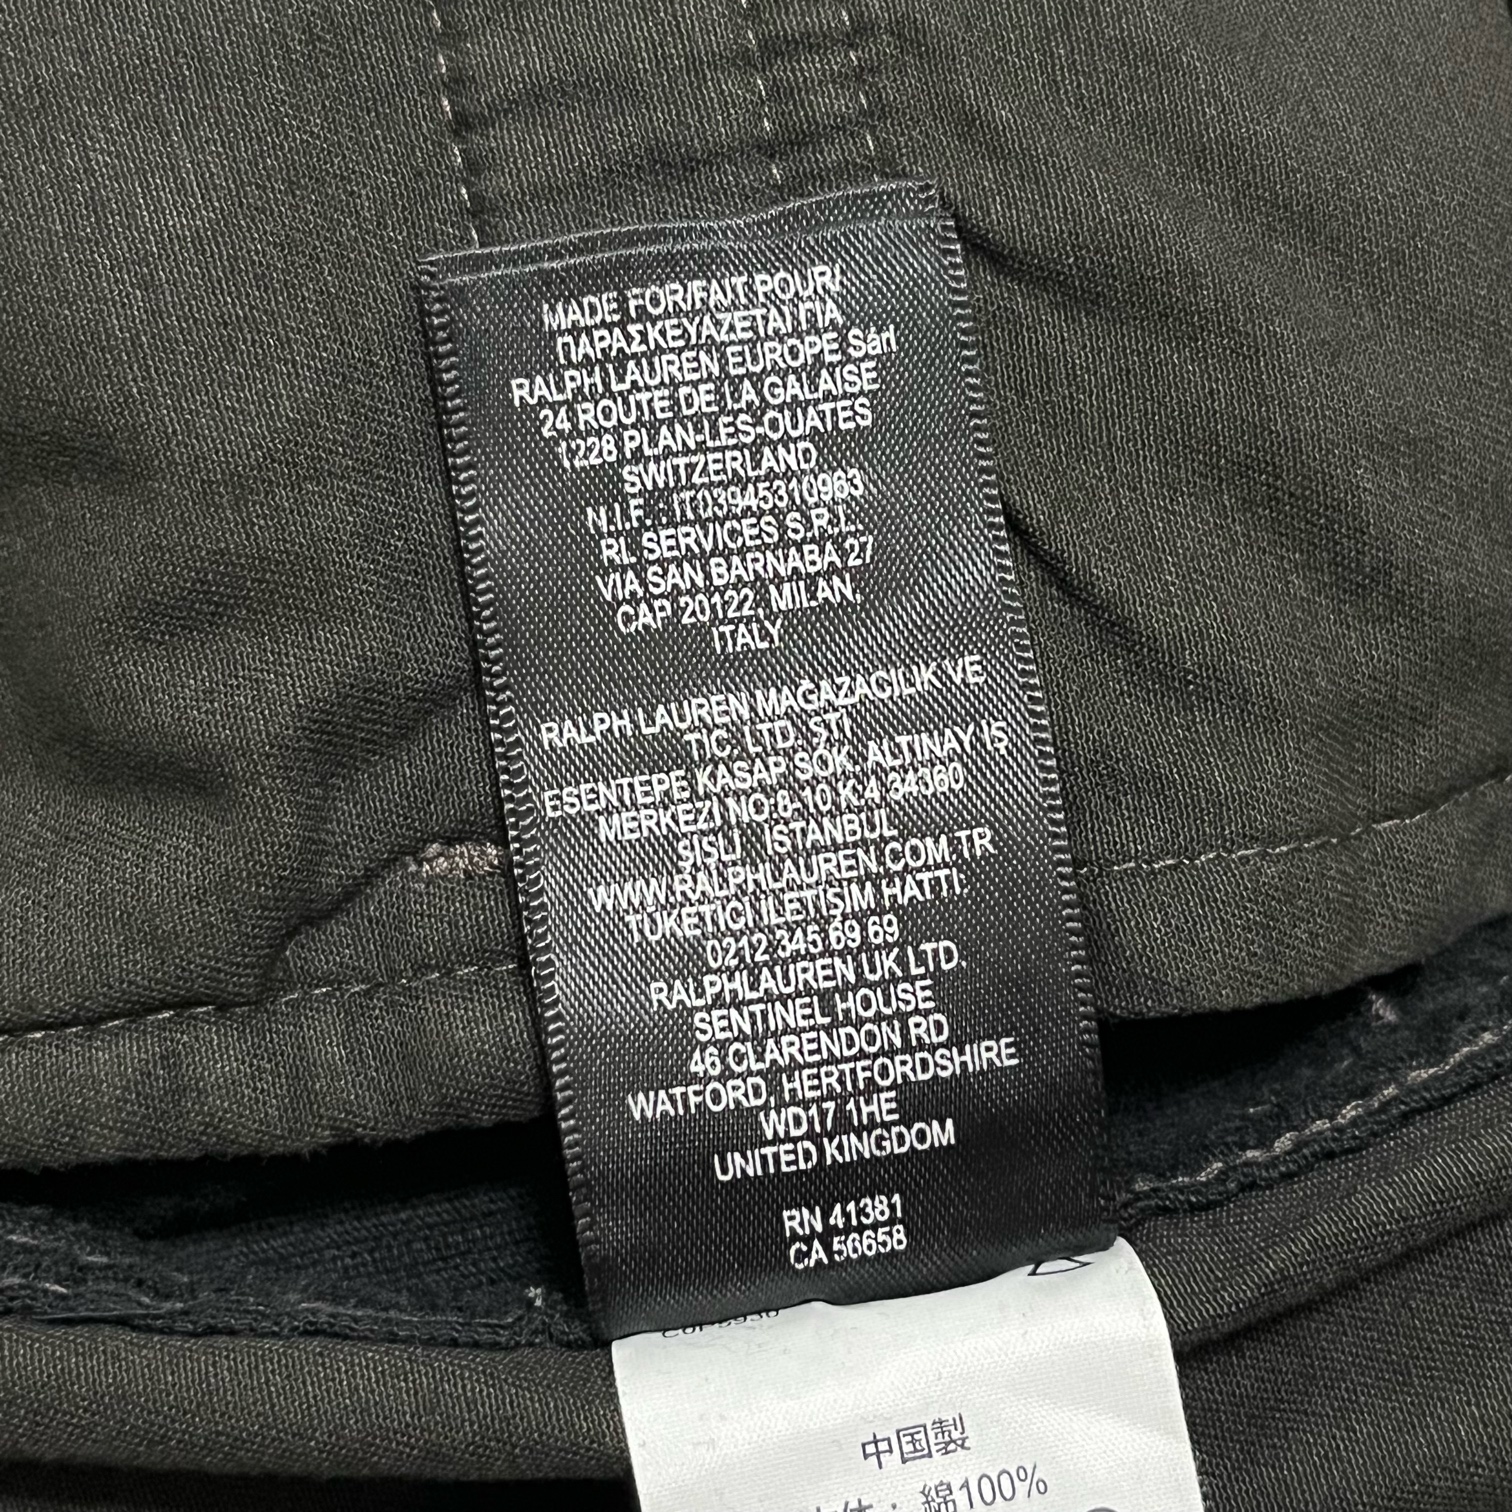 MADE FOR/FAIT POUR/
ΠΑΡΑΣΚΕΥΑΖΕΤΑΙ ΓΙΑ
RALPH LAUREN EUROPE Sàrl
24 ROUTE DE LA GALAISE
1228 PLAN-LES-OUATES
SWITZERLAND
N.I.F. : IT03945310963
RL SERVICES S.R.L.
VIA SAN BARNABA 27
CAP 20122, MILAN,
ITALY
RALPH LAUREN MAGAZACILIK VE
TIC. LTD. STI
ESENTEPE KASAP SOK. ALTINAY IS
MERKEZI NO:8-10 K.4 34360
SISLI ISTANBUL
WWW.RALPHLAUREN.COM.TR
TÜKETICI ILETISIM HATTI:
0212 345 69 69
RALPHLAUREN UK LTD.
SENTINEL HOUSE
46 CLARENDON RD
WATFORD, HERTFORDSHIRE
WD17 1HE
UNITED KINGDOM
RN 41381
CA 56658
中国製
綿100%